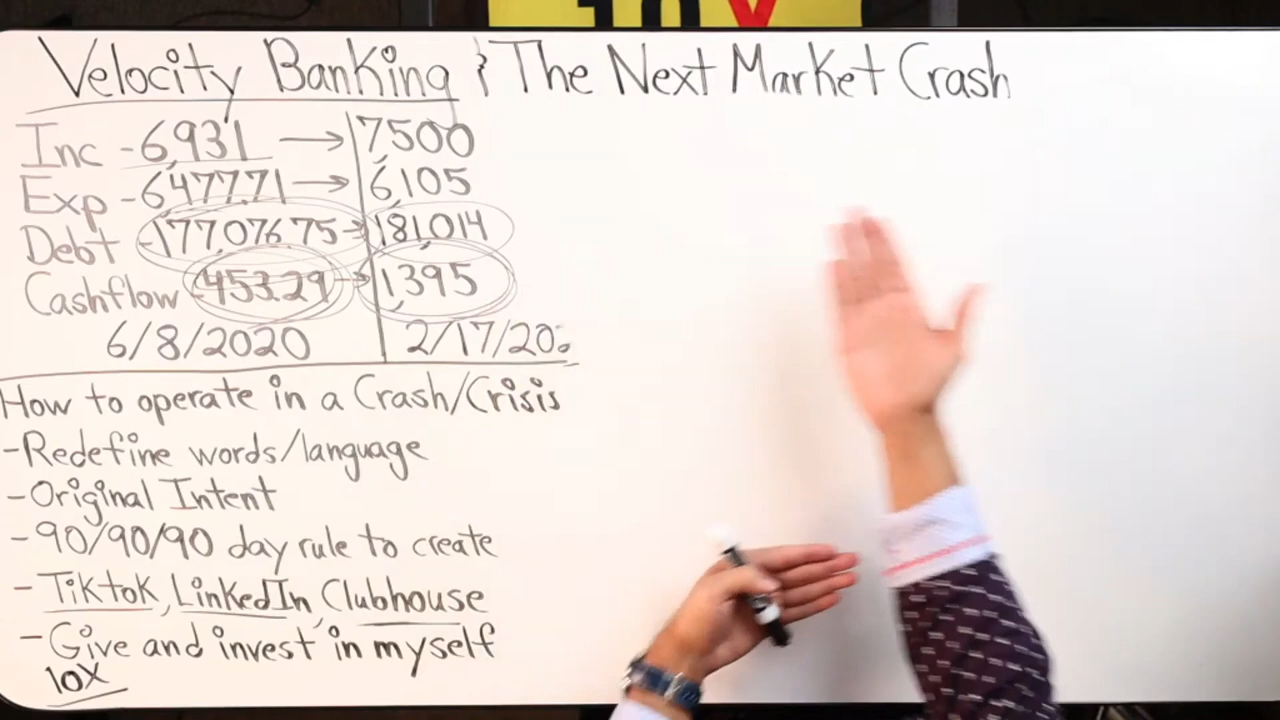 10X
Velocity Banking & The Next Market Crash
Inc - 6,931 → 7500
Exp - 6,477.71 → 6,105
Debt - 177,076.75 → 181,014
Cashflow - 453.29 → 1,395
6/8/2020 2/17/202
How to operate in a Crash/Crisis
- Redefine words/language
- Original Intent
- 90/90/90 day rule to create
- TikTok, LinkedIn, Clubhouse
- Give and invest in myself
10X